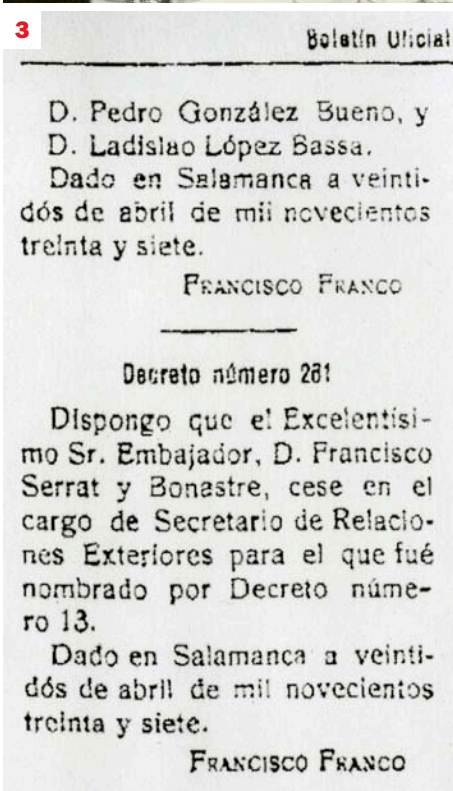 3
Boletín Oficial
D. Pedro González Bueno, y
D. Ladislao López Bassa.
Dado en Salamanca a veinti-
dós de abril de mil novecientos
treinta y siete.
FRANCISCO FRANCO
Decreto número 261
Dispongo que el Excelentísi-
mo Sr. Embajador, D. Francisco
Serrat y Bonastre, cese en el
cargo de Secretario de Relacio-
nes Exteriores para el que fué
nombrado por Decreto núme-
ro 13.
Dado en Salamanca a veinti-
dós de abril de mil novecientos
treinta y siete.
FRANCISCO FRANCO